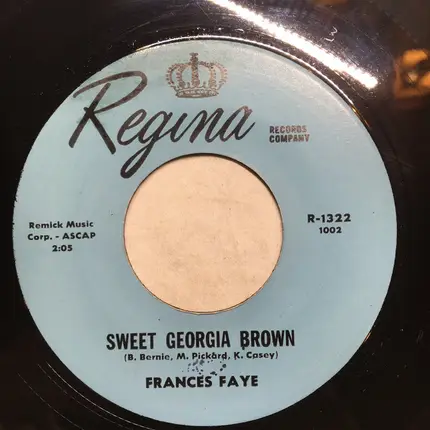 Regina
RECORDS
COMPANY
Remick Music
Corp. - ASCAP
2:05
R-1322
1002
SWEET GEORGIA BROWN
(B. Bernie, M. Pickard, K. Casey)
FRANCES FAYE